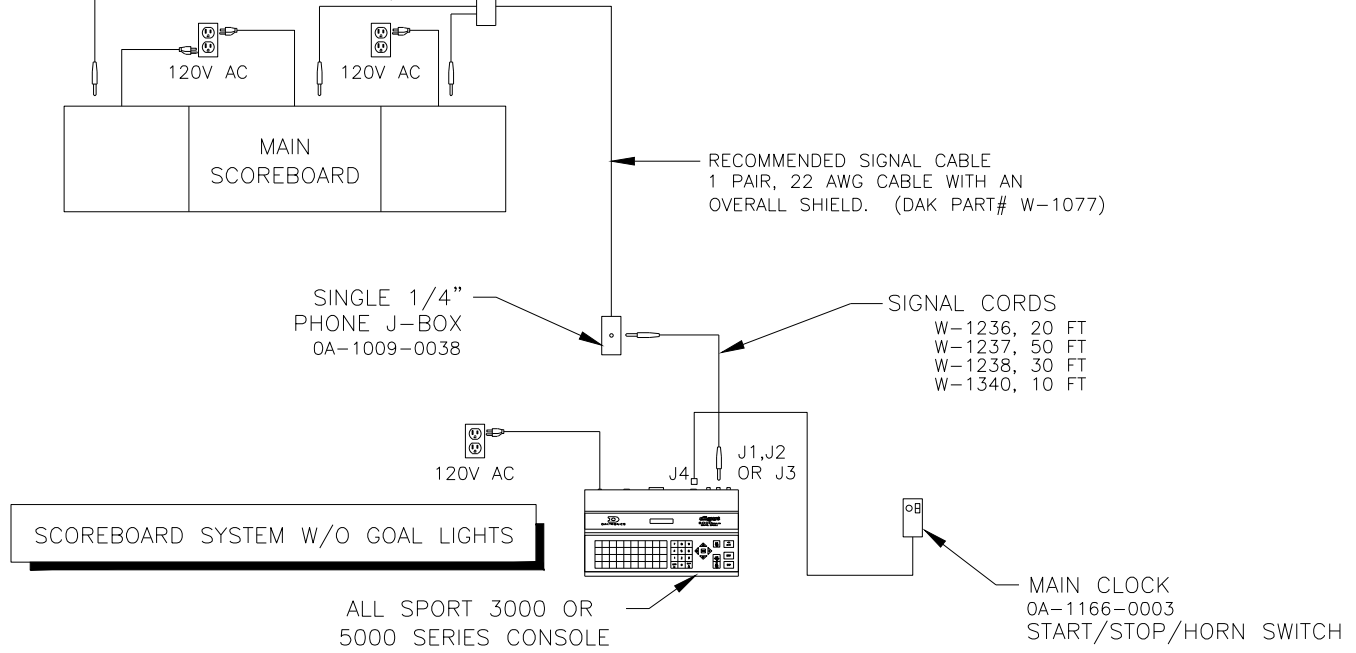 120V AC
120V AC
MAIN
SCOREBOARD
RECOMMENDED SIGNAL CABLE
1 PAIR, 22 AWG CABLE WITH AN
OVERALL SHIELD. (DAK PART# W-1077)
SINGLE 1/4"
PHONE J-BOX
0A-1009-0038
SIGNAL CORDS
W-1236, 20 FT
W-1237, 50 FT
W-1238, 30 FT
W-1340, 10 FT
120V AC
J4
J1,J2
OR J3
DAKTRONICS
SCOREBOARD SYSTEM W/O GOAL LIGHTS
ALL SPORT 3000 OR
5000 SERIES CONSOLE
MAIN CLOCK
0A-1166-0003
START/STOP/HORN SWITCH